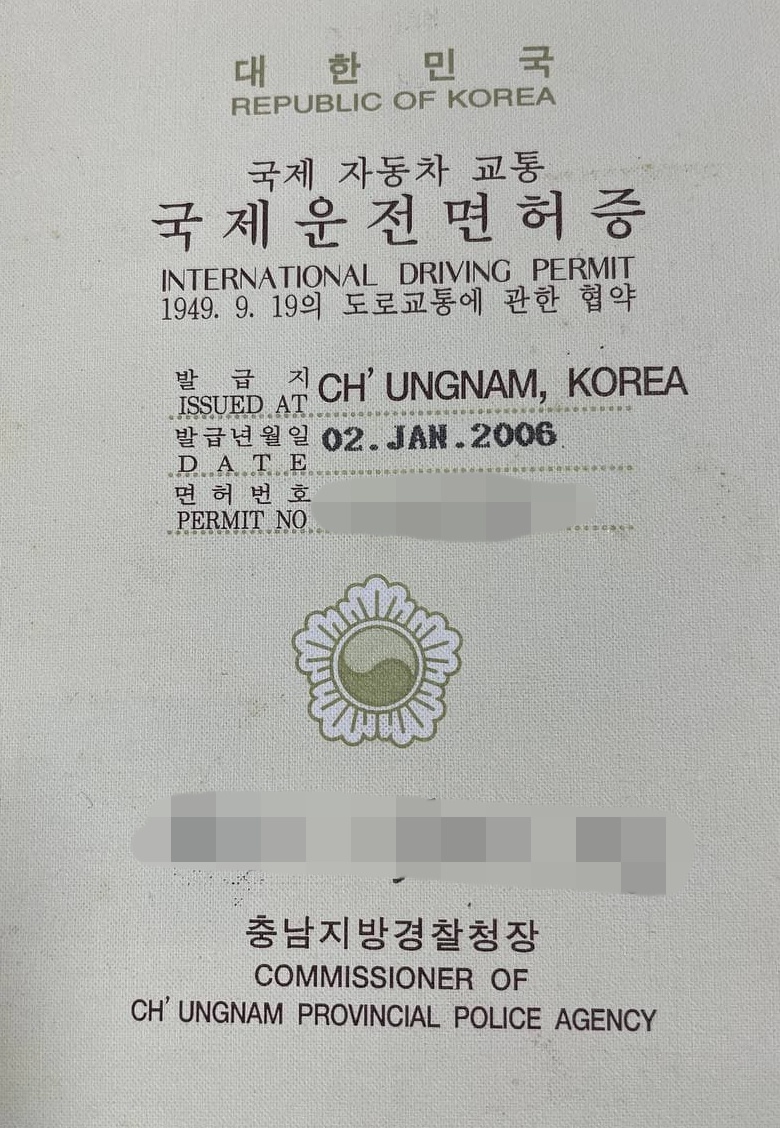 대 한 민 국
REPUBLIC OF KOREA
국제 자동차 교통
국제운전면허증
INTERNATIONAL DRIVING PERMIT
1949. 9. 19의 도로교통에 관한 협약
발 급 지 CH' UNGNAM, KOREA
ISSUED AT
발급년월일 02.JAN.2006
D A T E
면 허 번 호
PERMIT NO
충남지방경찰청장
COMMISSIONER OF
CH' UNGNAM PROVINCIAL POLICE AGENCY